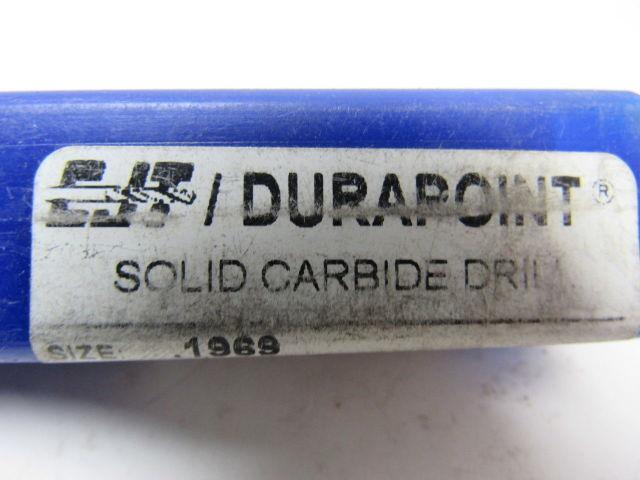 / DURAPOINT®
SOLID CARBIDE DRILL
SIZE: .1969